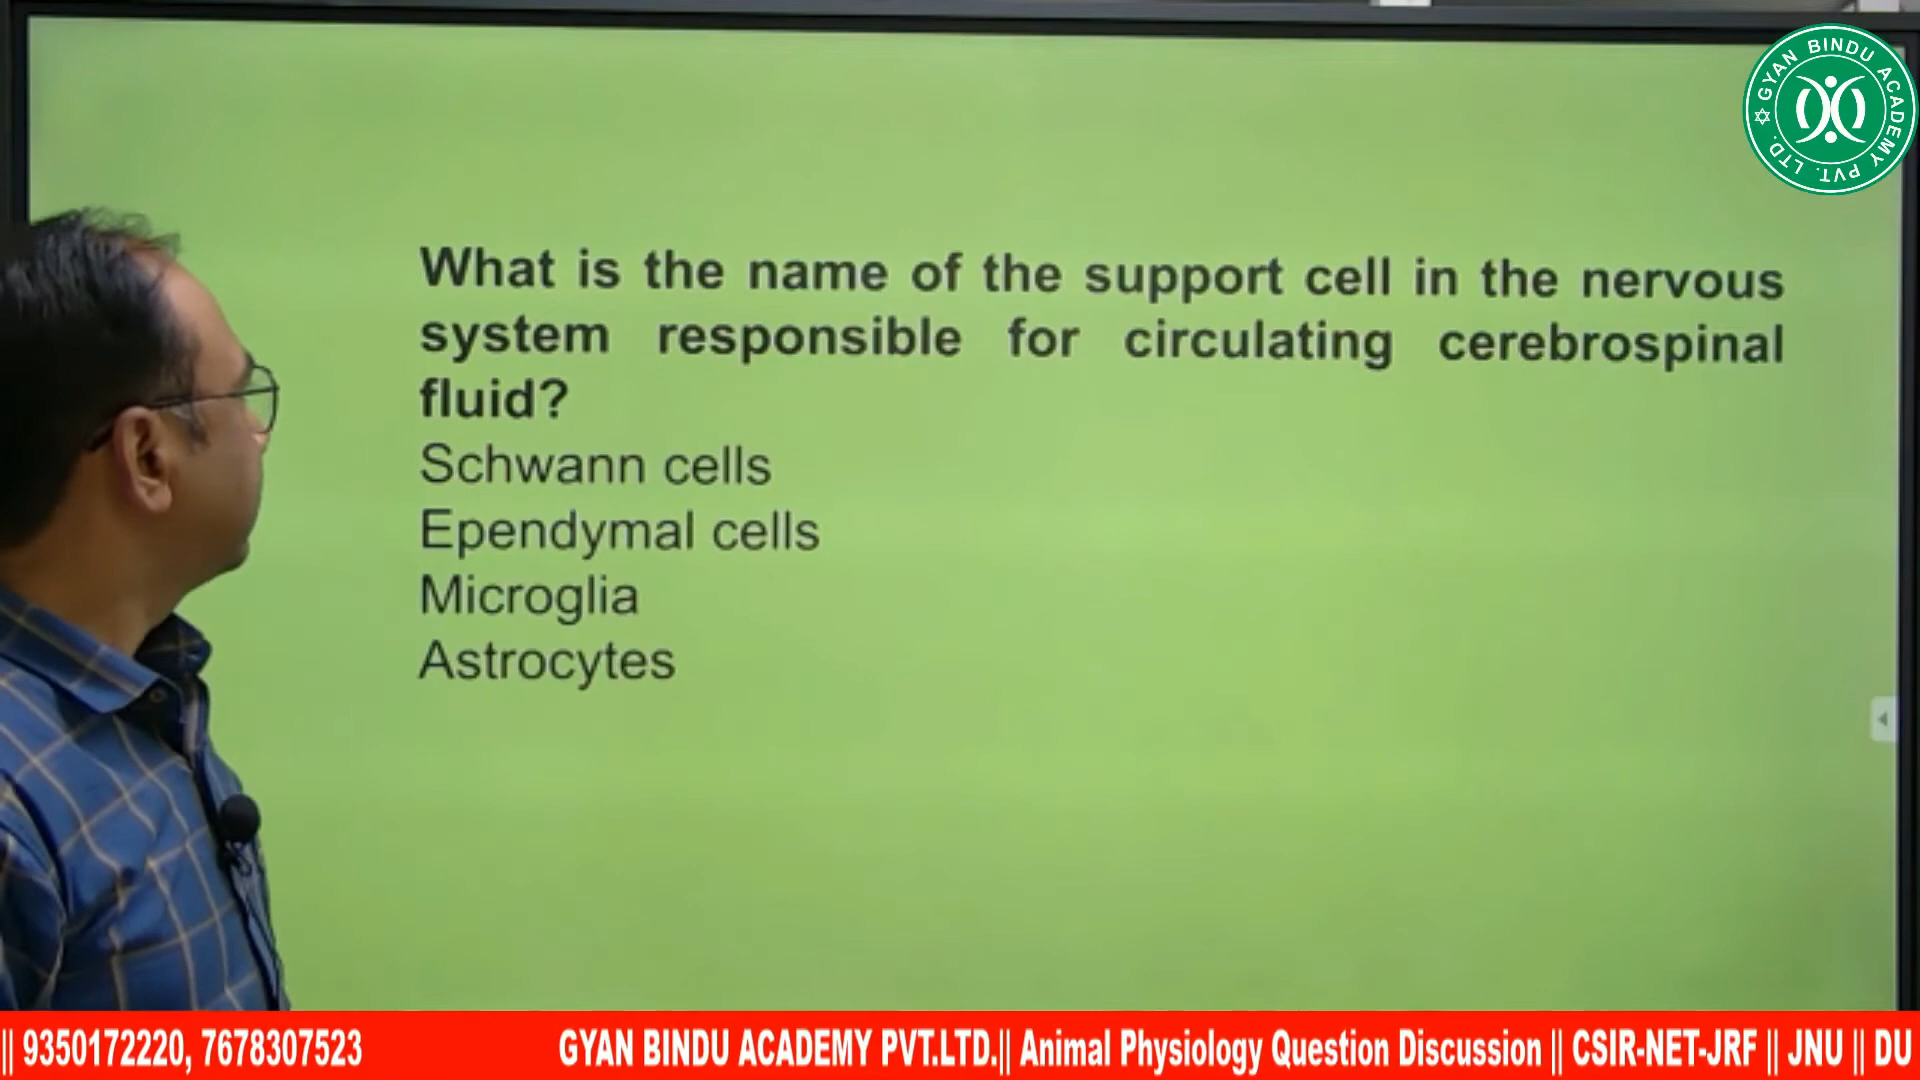 GYAN BINDU ACADEMY PVT. LTD.
What is the name of the support cell in the nervous
system responsible for circulating cerebrospinal
fluid?
Schwann cells
Ependymal cells
Microglia
Astrocytes
|| 9350172220, 7678307523 GYAN BINDU ACADEMY PVT.LTD.|| Animal Physiology Question Discussion || CSIR-NET-JRF || JNU || DU